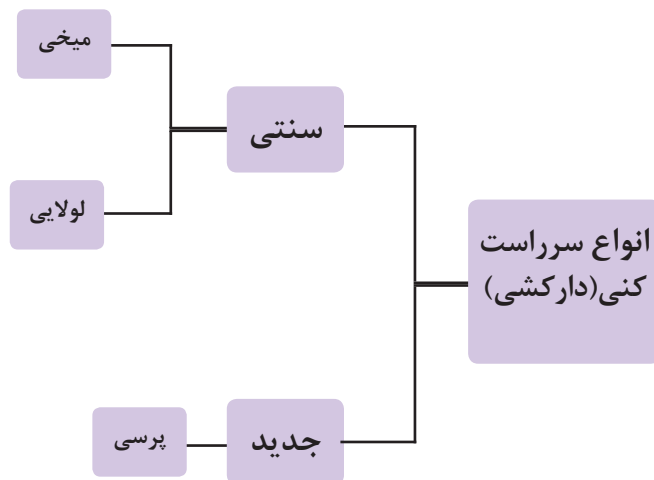 انواع سرراست
کنی(دارکشی)
سنتی
میخی
لولایی
جدید
پرسی